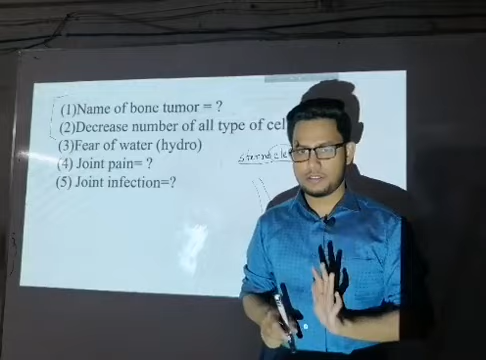 (1)Name of bone tumor = ?
(2)Decrease number of all type of cel
(3)Fear of water (hydro)
(4) Joint pain= ?
(5) Joint infection=?